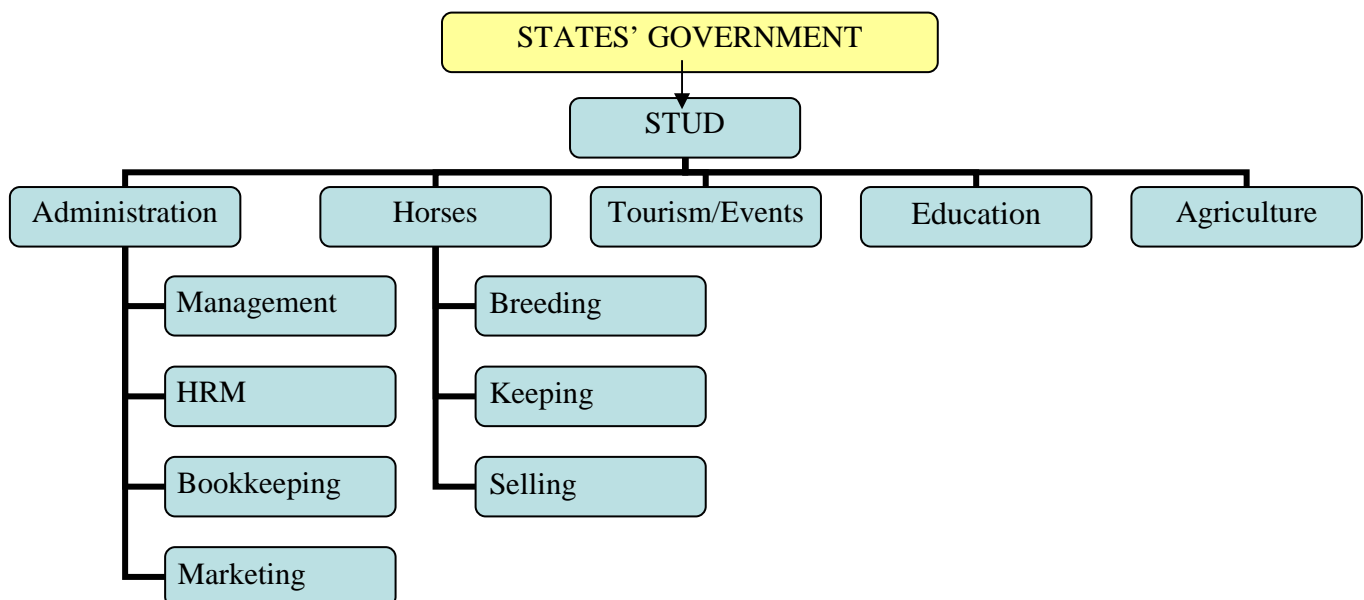 STATES’ GOVERNMENT
STUD
Administration
Horses
Tourism/Events
Education
Agriculture
Management
Breeding
HRM
Keeping
Bookkeeping
Selling
Marketing